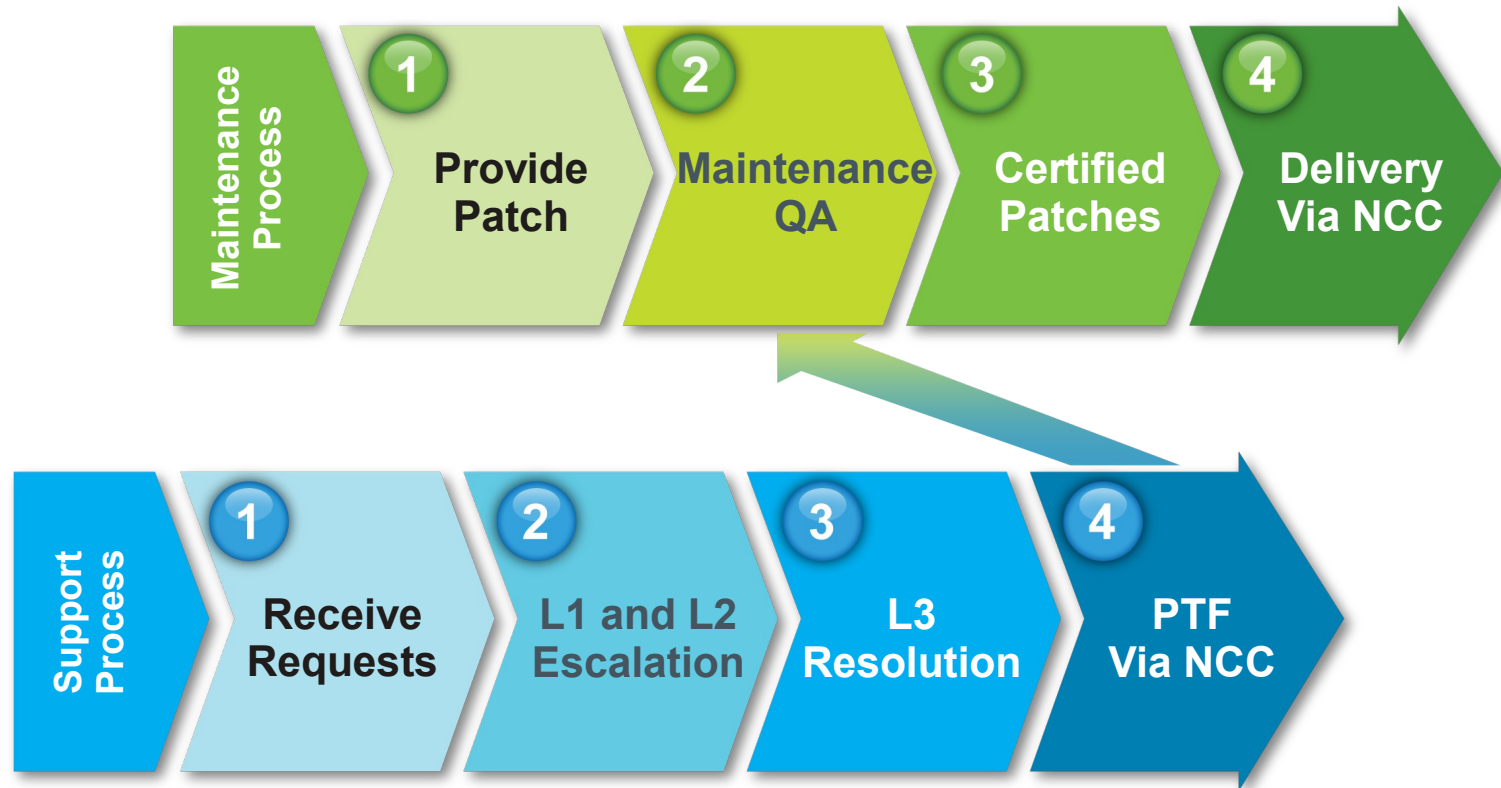 Maintenance
Process
1
Provide
Patch
2
Maintenance
QA
3
Certified
Patches
4
Delivery
Via NCC
Support
Process
1
Receive
Requests
2
L1 and L2
Escalation
3
L3
Resolution
4
PTF
Via NCC